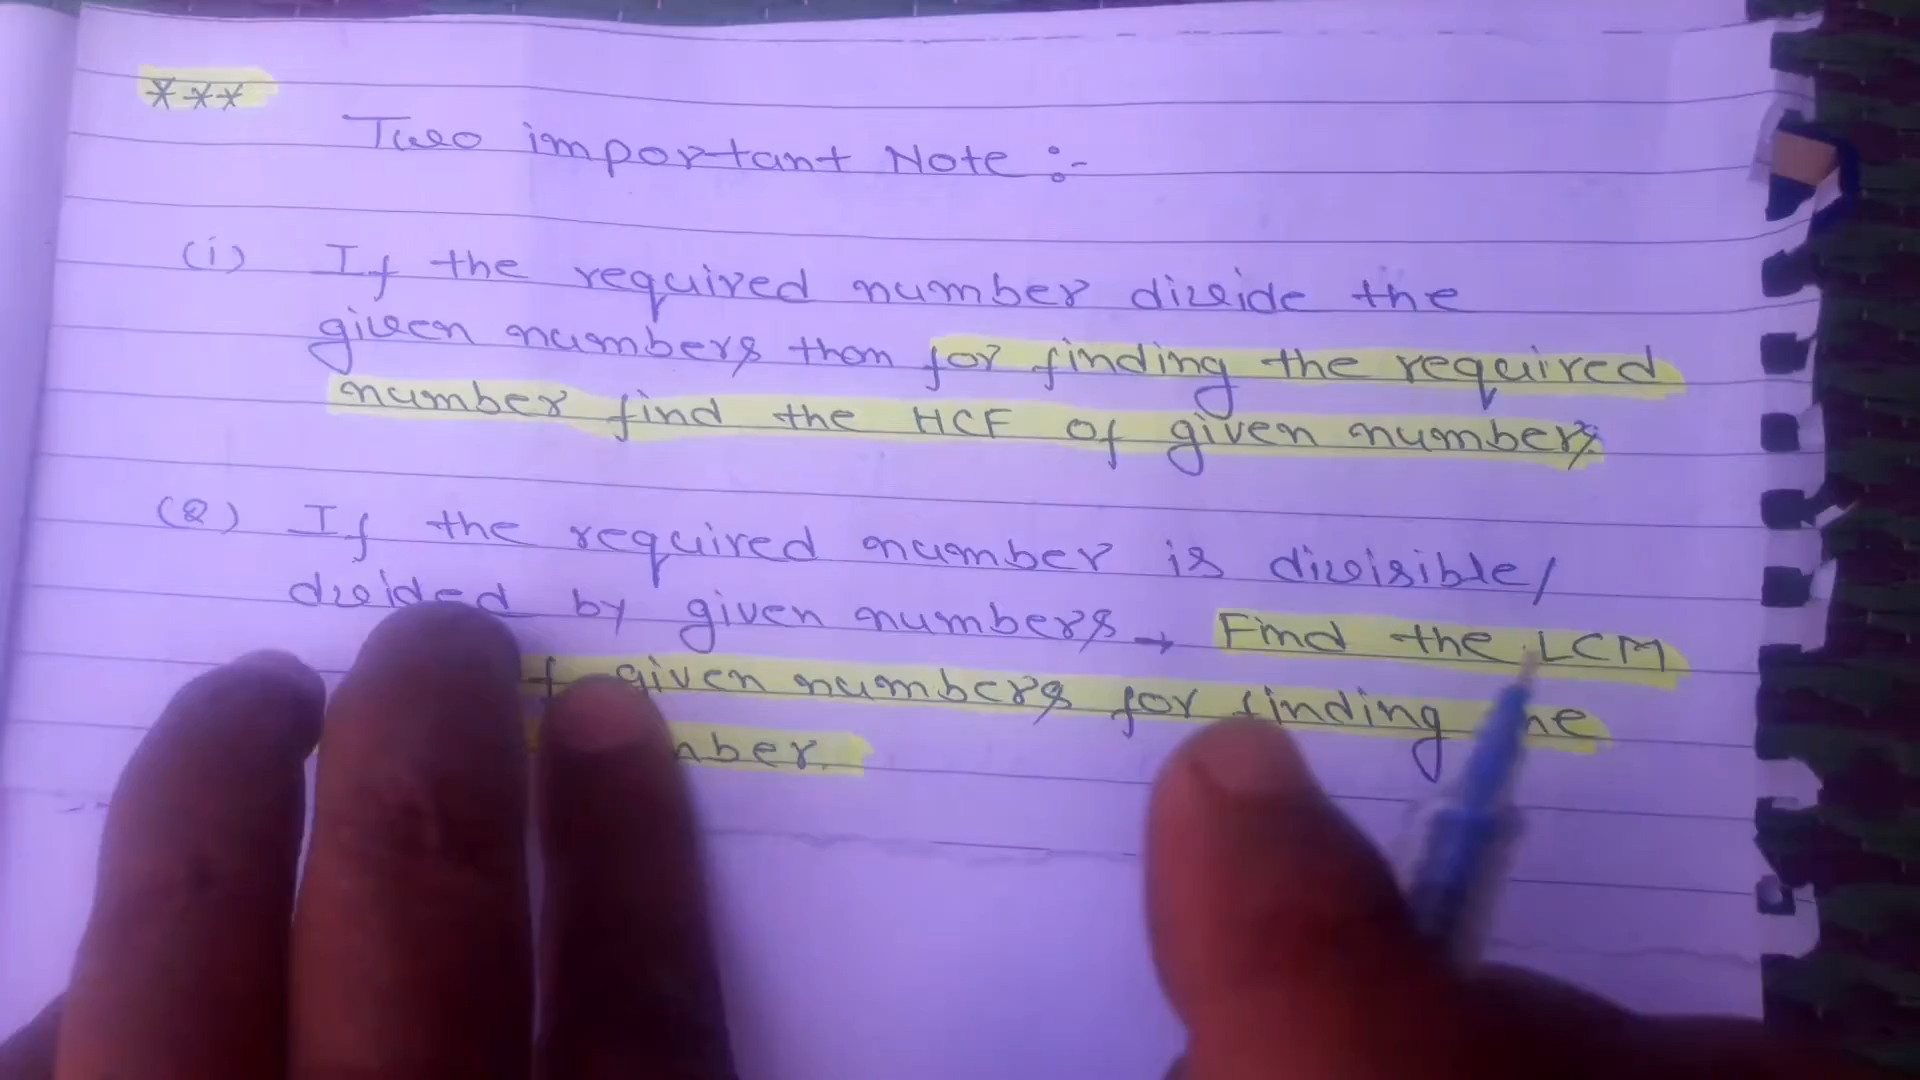 ***
Two important Note :-
(i) If the required number divide the
given numbers then for finding the required
number find the HCF of given numbers.
(2) If the required number is divisible/
divided by given numbers → Find the LCM
given numbers for finding